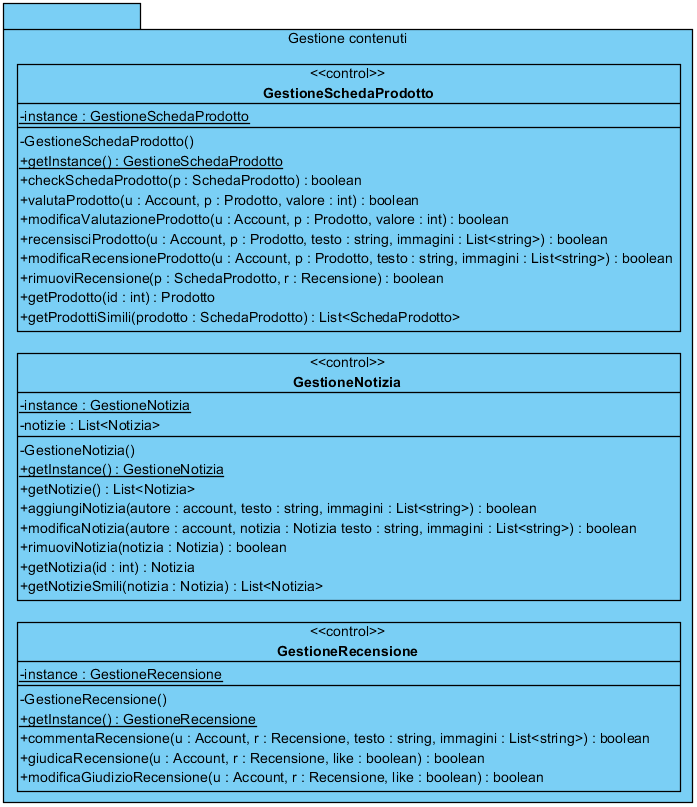 Gestione contenuti
<<control>>
GestioneSchedaProdotto
-instance : GestioneSchedaProdotto
-GestioneSchedaProdotto()
+getInstance() : GestioneSchedaProdotto
+checkSchedaProdotto(p : SchedaProdotto) : boolean
+valutaProdotto(u : Account, p : Prodotto, valore : int) : boolean
+modificaValutazioneProdotto(u : Account, p : Prodotto, valore : int) : boolean
+recensisciProdotto(u : Account, p : Prodotto, testo : string, immagini : List<string>) : boolean
+modificaRecensioneProdotto(u : Account, p : Prodotto, testo : string, immagini : List<string>) : boolean
+rimuoviRecensione(p : SchedaProdotto, r : Recensione) : boolean
+getProdotto(id : int) : Prodotto
+getProdottiSimili(prodotto : SchedaProdotto) : List<SchedaProdotto>
<<control>>
GestioneNotizia
-instance : GestioneNotizia
-notizie : List<Notizia>
-GestioneNotizia()
+getInstance() : GestioneNotizia
+getNotizie() : List<Notizia>
+aggiungiNotizia(autore : account, testo : string, immagini : List<string>) : boolean
+modificaNotizia(autore : account, notizia : Notizia testo : string, immagini : List<string>) : boolean
+rimuoviNotizia(notizia : Notizia) : boolean
+getNotizia(id : int) : Notizia
+getNotizieSmili(notizia : Notizia) : List<Notizia>
<<control>>
GestioneRecensione
-instance : GestioneRecensione
-GestioneRecensione()
+getInstance() : GestioneRecensione
+commentaRecensione(u : Account, r : Recensione, testo : string, immagini : List<string>) : boolean
+giudicaRecensione(u : Account, r : Recensione, like : boolean) : boolean
+modificaGiudizioRecensione(u : Account, r : Recensione, like : boolean) : boolean